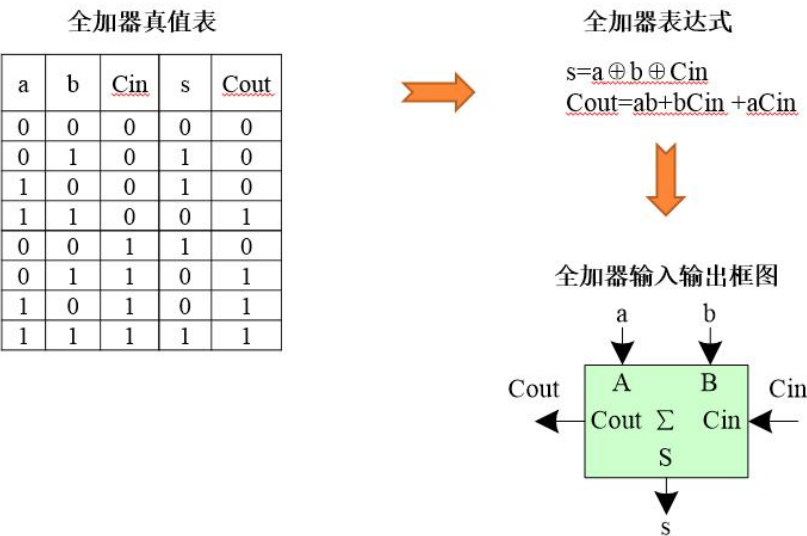 全加器真值表
a b Cin s Cout
0 0 0 0 0
0 1 0 1 0
1 0 0 1 0
1 1 0 0 1
0 0 1 1 0
0 1 1 0 1
1 0 1 0 1
1 1 1 1 1
全加器表达式
s=a⊕b⊕Cin
Cout=ab+bCin +aCin
全加器输入输出框图
a b
Cout A B Cin
Cout Σ Cin
S
s